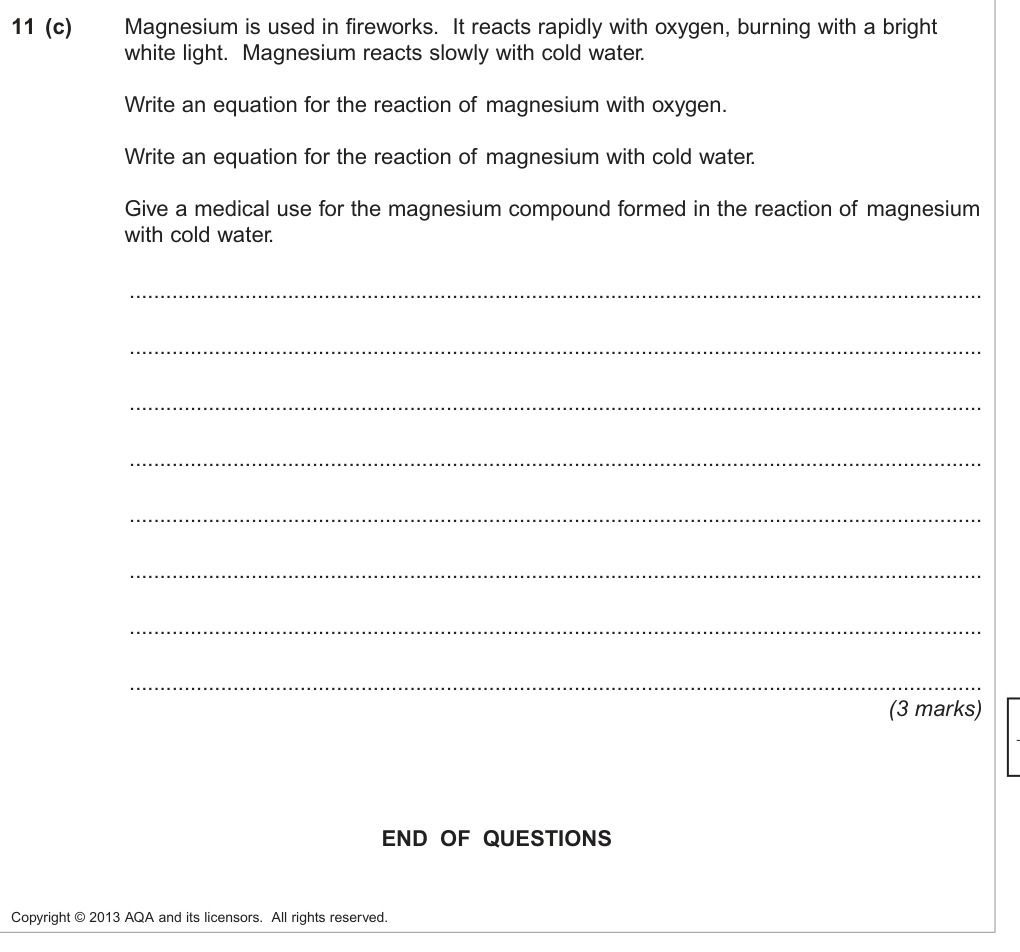 11 (c) Magnesium is used in fireworks. It reacts rapidly with oxygen, burning with a bright
white light. Magnesium reacts slowly with cold water.
Write an equation for the reaction of magnesium with oxygen.
Write an equation for the reaction of magnesium with cold water.
Give a medical use for the magnesium compound formed in the reaction of magnesium
with cold water.
(3 marks)
END OF QUESTIONS
Copyright © 2013 AQA and its licensors. All rights reserved.